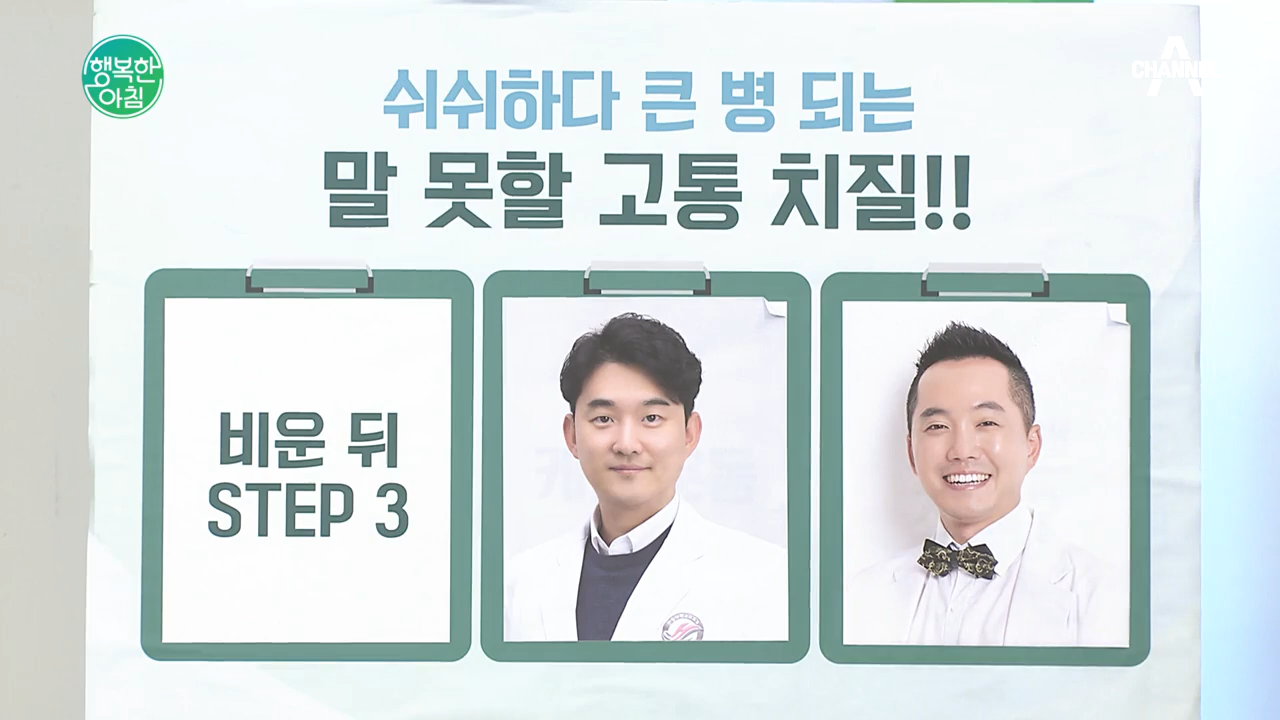 행복한
아침
CHANNEL
쉬쉬하다 큰 병 되는
말 못할 고통 치질!!
비운 뒤
STEP 3